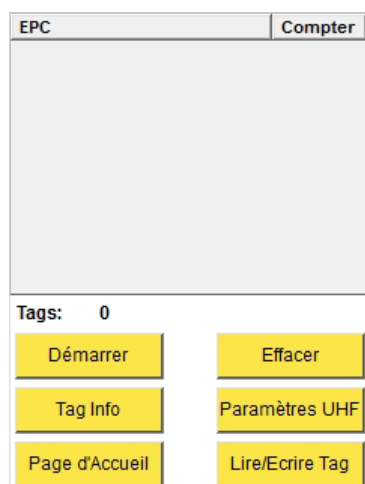 EPC Compter
Tags: 0
Démarrer Effacer
Tag Info Paramètres UHF
Page d'Accueil Lire/Ecrire Tag